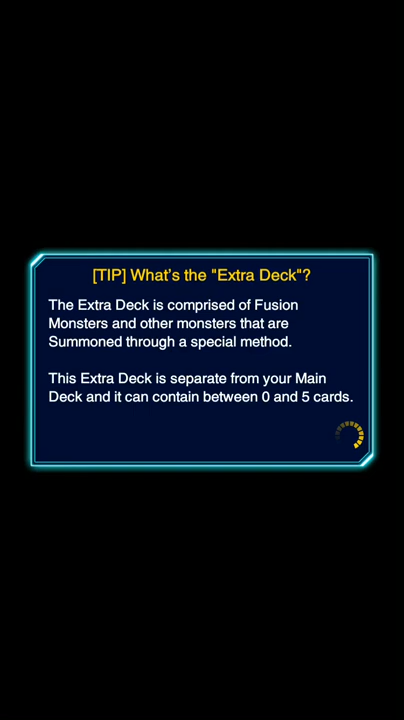 [TIP] What's the "Extra Deck"?
The Extra Deck is comprised of Fusion
Monsters and other monsters that are
Summoned through a special method.
This Extra Deck is separate from your Main
Deck and it can contain between 0 and 5 cards.